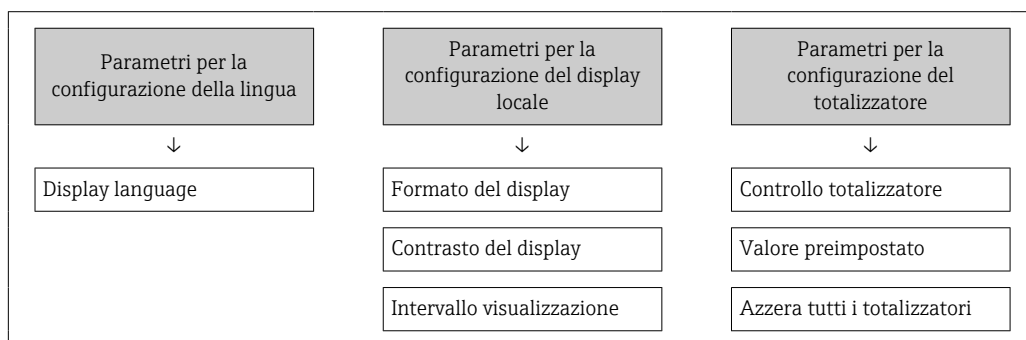 Parametri per la
configurazione della lingua
↓
Display language
Parametri per la
configurazione del display
locale
↓
Formato del display
Contrasto del display
Intervallo visualizzazione
Parametri per la
configurazione del
totalizzatore
↓
Controllo totalizzatore
Valore preimpostato
Azzera tutti i totalizzatori